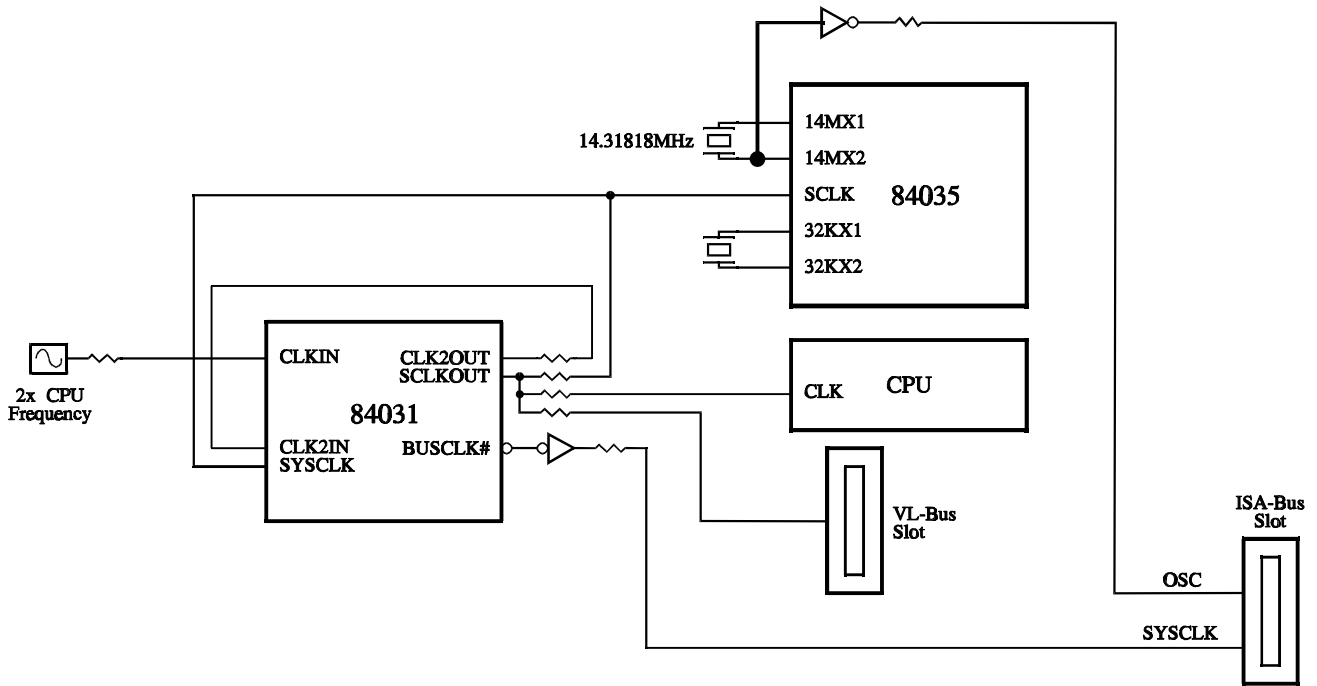 14.31818MHz
14MX1
14MX2
SCLK
84035
32KX1
32KX2
2x CPU
Frequency
CLKIN
CLK2OUT
SCLKOUT
84031
CLK2IN
SYSCLK
BUSCLK#
CLK
CPU
VL-Bus
Slot
ISA-Bus
Slot
OSC
SYSCLK